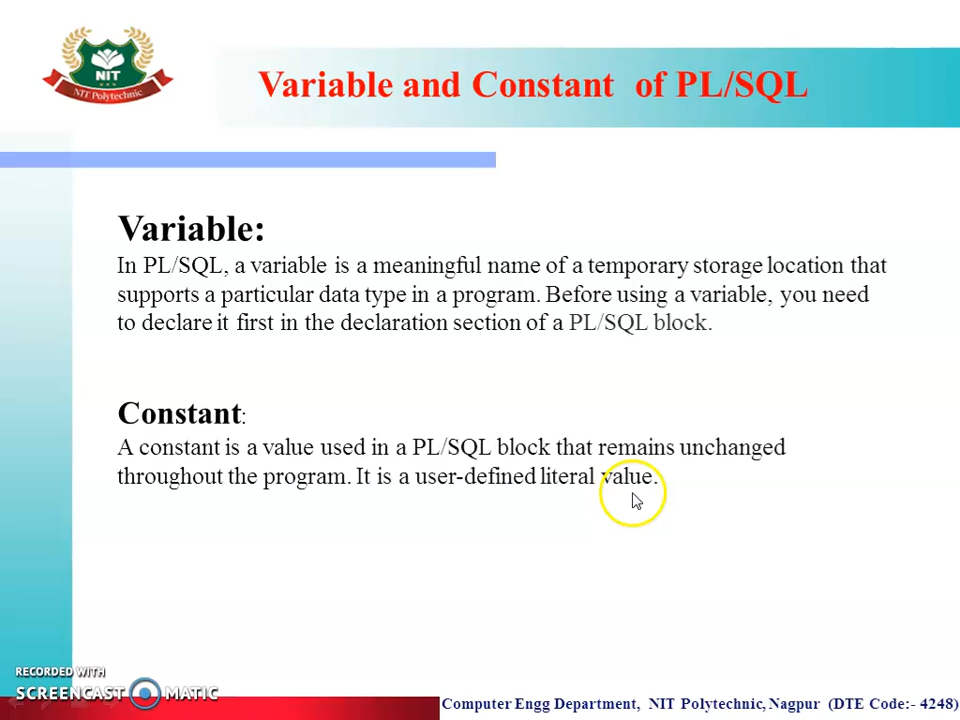 NIT
NIT Polytechnic
Variable and Constant of PL/SQL
Variable:
In PL/SQL, a variable is a meaningful name of a temporary storage location that
supports a particular data type in a program. Before using a variable, you need
to declare it first in the declaration section of a PL/SQL block.
Constant:
A constant is a value used in a PL/SQL block that remains unchanged
throughout the program. It is a user-defined literal value.
RECORDED WITH
SCREENCAST MATIC
Computer Engg Department, NIT Polytechnic, Nagpur (DTE Code:- 4248)